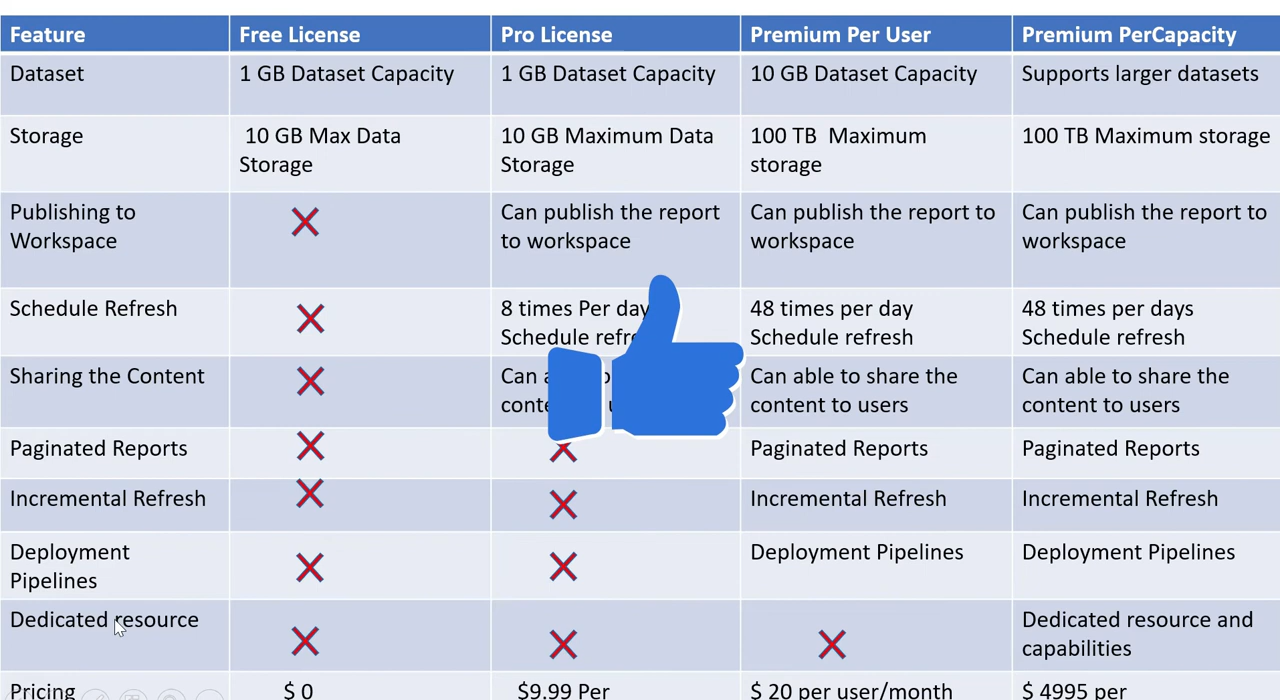 Feature Free License Pro License Premium Per User Premium PerCapacity
Dataset 1 GB Dataset Capacity 1 GB Dataset Capacity 10 GB Dataset Capacity Supports larger datasets
Storage 10 GB Max Data 10 GB Maximum Data 100 TB Maximum 100 TB Maximum storage
Storage Storage storage
Publishing to Can publish the report Can publish the report to Can publish the report to
Workspace to workspace workspace workspace
Schedule Refresh 8 times Per day 48 times per day 48 times per days
Schedule Schedule refresh Schedule refresh
Sharing the Content Can Can able to share the Can able to share the
content to users content to users
Paginated Reports Paginated Reports Paginated Reports
Incremental Refresh Incremental Refresh Incremental Refresh
Deployment Deployment Pipelines Deployment Pipelines
Pipelines
Dedicated resource Dedicated resource and
capabilities
Pricing $ 0 $9.99 Per $ 20 per user/month $ 4995 per